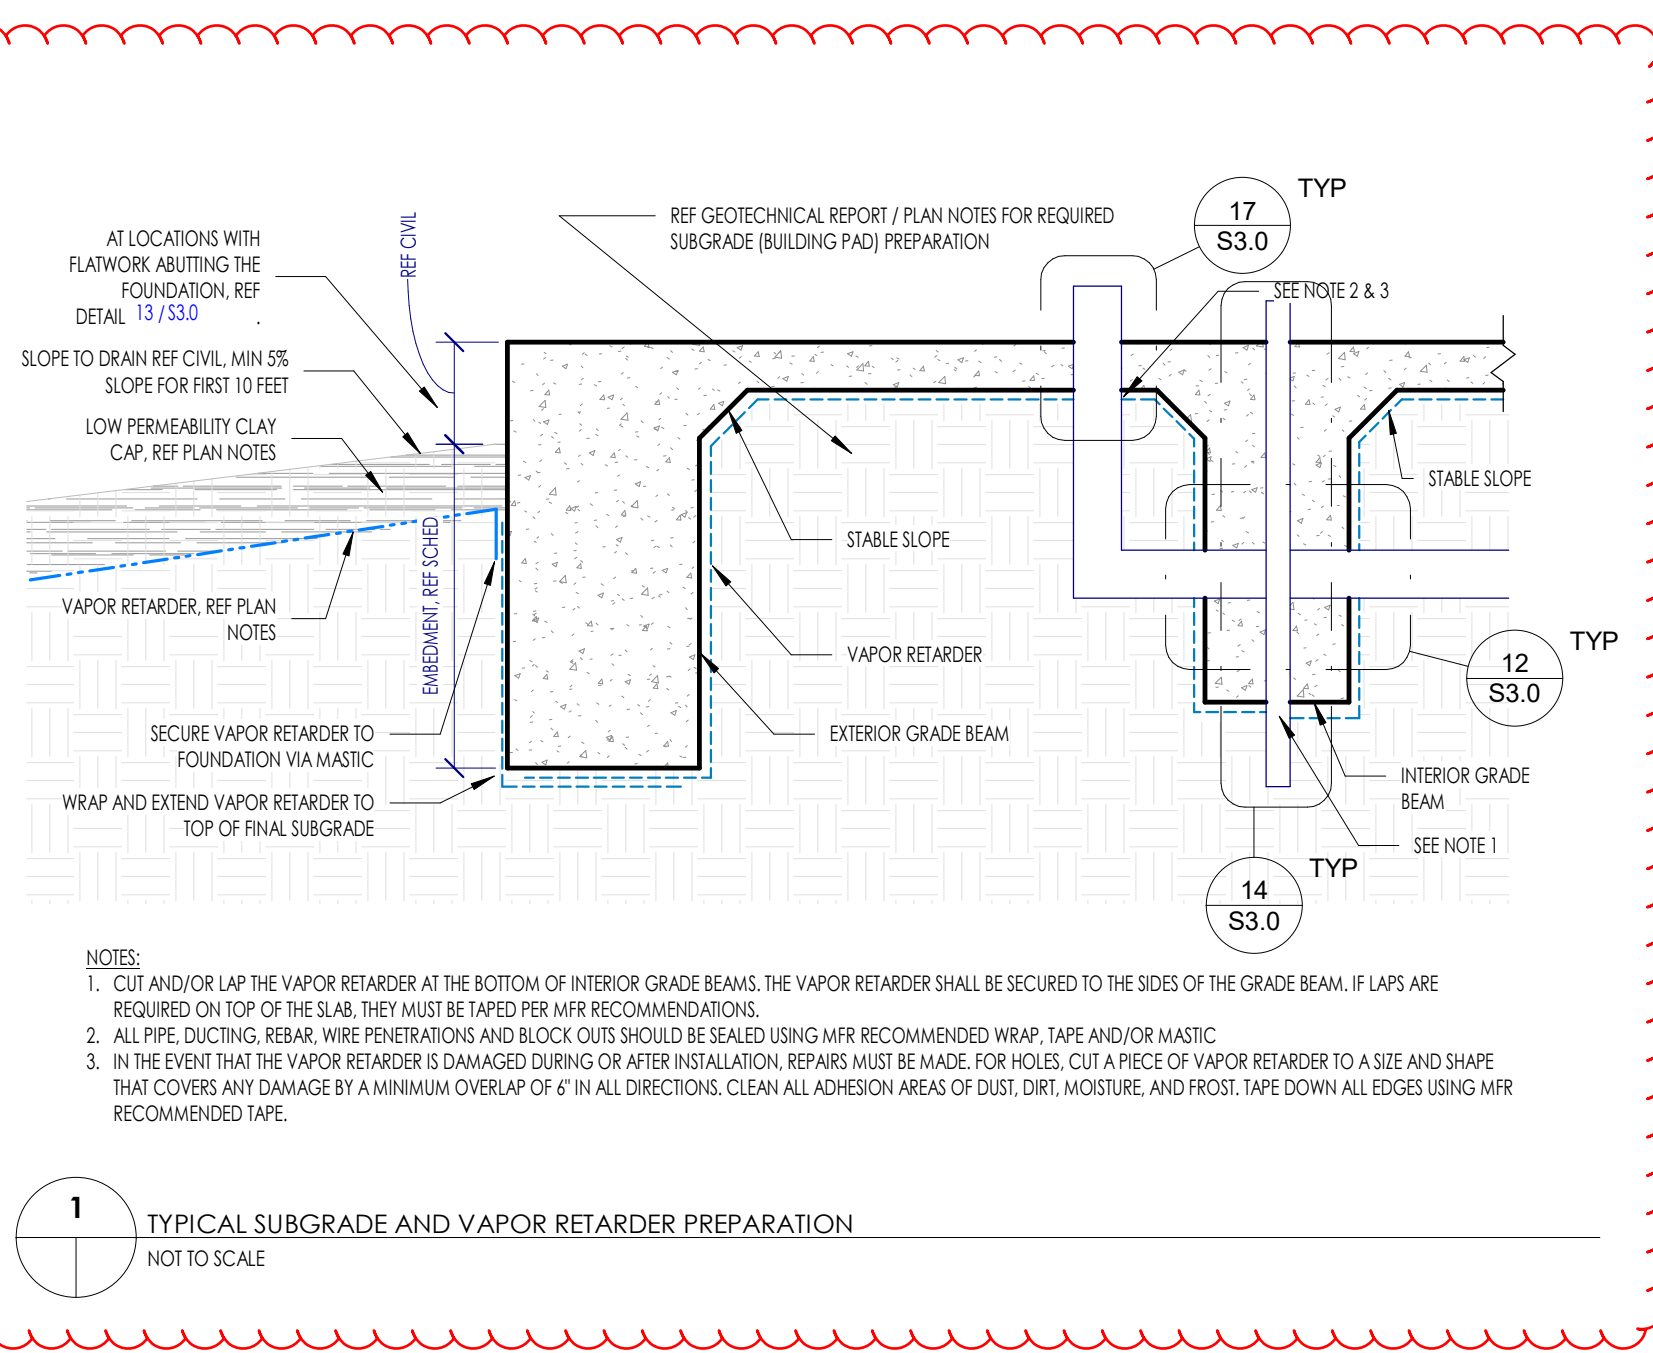 17
TYP
S3.0
REF GEOTECHNICAL REPORT / PLAN NOTES FOR REQUIRED
SUBGRADE (BUILDING PAD) PREPARATION
REF CIVIL
AT LOCATIONS WITH
FLATWORK ABUTTING THE
FOUNDATION, REF
DETAIL 13 / S3.0 .
SEE NOTE 2 & 3
SLOPE TO DRAIN REF CIVIL, MIN 5%
SLOPE FOR FIRST 10 FEET
LOW PERMEABILITY CLAY
CAP, REF PLAN NOTES
STABLE SLOPE
STABLE SLOPE
EMBEDMENT, REF SCHED
VAPOR RETARDER, REF PLAN
NOTES
VAPOR RETARDER
12
TYP
S3.0
SECURE VAPOR RETARDER TO
FOUNDATION VIA MASTIC
EXTERIOR GRADE BEAM
WRAP AND EXTEND VAPOR RETARDER TO
TOP OF FINAL SUBGRADE
INTERIOR GRADE
BEAM
SEE NOTE 1
14
TYP
S3.0
NOTES:
1. CUT AND/OR LAP THE VAPOR RETARDER AT THE BOTTOM OF INTERIOR GRADE BEAMS. THE VAPOR RETARDER SHALL BE SECURED TO THE SIDES OF THE GRADE BEAM. IF LAPS ARE
REQUIRED ON TOP OF THE SLAB, THEY MUST BE TAPED PER MFR RECOMMENDATIONS.
2. ALL PIPE, DUCTING, REBAR, WIRE PENETRATIONS AND BLOCK OUTS SHOULD BE SEALED USING MFR RECOMMENDED WRAP, TAPE AND/OR MASTIC
3. IN THE EVENT THAT THE VAPOR RETARDER IS DAMAGED DURING OR AFTER INSTALLATION, REPAIRS MUST BE MADE. FOR HOLES, CUT A PIECE OF VAPOR RETARDER TO A SIZE AND SHAPE
THAT COVERS ANY DAMAGE BY A MINIMUM OVERLAP OF 6" IN ALL DIRECTIONS. CLEAN ALL ADHESION AREAS OF DUST, DIRT, MOISTURE, AND FROST. TAPE DOWN ALL EDGES USING MFR
RECOMMENDED TAPE.
1
TYPICAL SUBGRADE AND VAPOR RETARDER PREPARATION
NOT TO SCALE